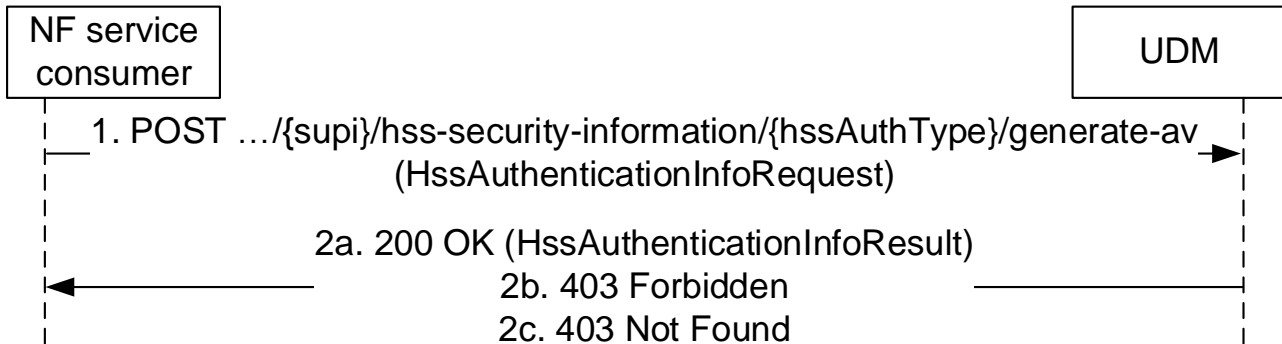 NF service
consumer
UDM
1. POST …/{supi}/hss-security-information/{hssAuthType}/generate-av
(HssAuthenticationInfoRequest)
2a. 200 OK (HssAuthenticationInfoResult)
2b. 403 Forbidden
2c. 403 Not Found